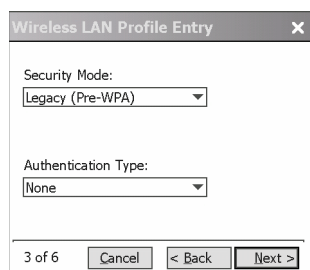 Wireless LAN Profile Entry X
Security Mode:
Legacy (Pre-WPA)
Authentication Type:
None
3 of 6 Cancel < Back Next >